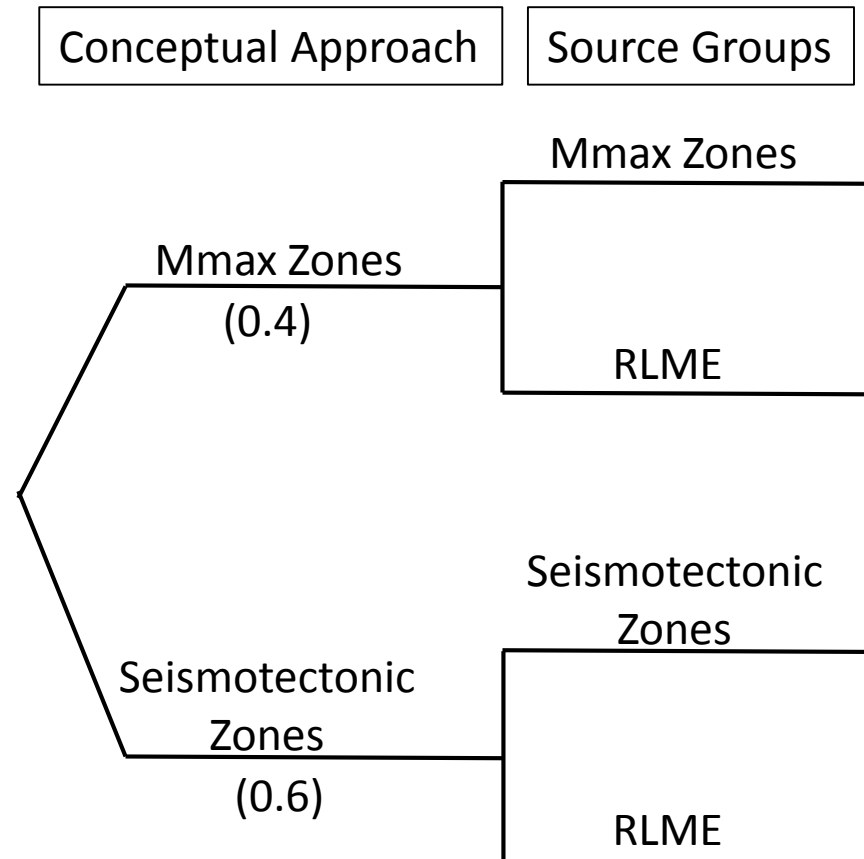 Conceptual Approach
Source Groups
Mmax Zones
Mmax Zones
(0.4)
RLME
Seismotectonic
Zones
Seismotectonic
Zones
(0.6)
RLME